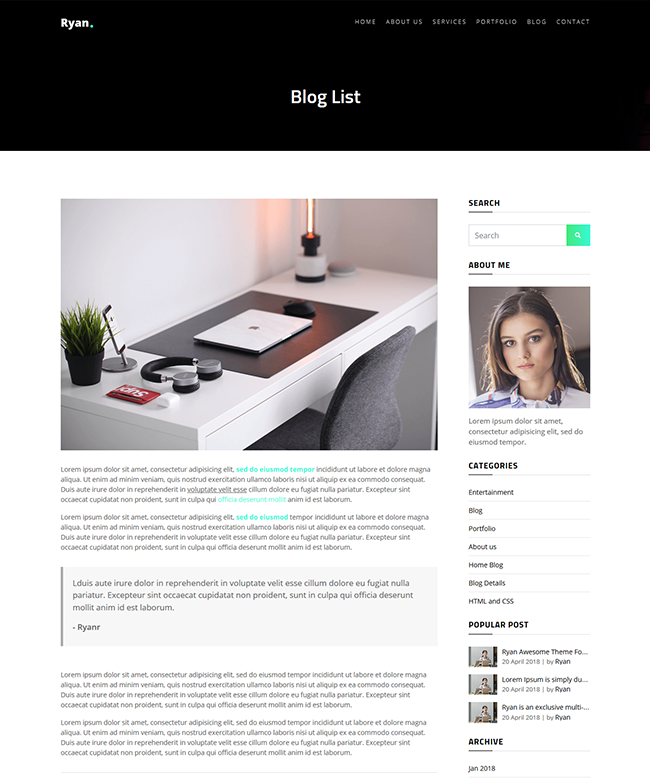 Ryan.
HOME ABOUT US SERVICES PORTFOLIO BLOG CONTACT
Blog List
Lorem ipsum dolor sit amet, consectetur adipisicing elit, sed do eiusmod tempor incididunt ut labore et dolore magna
aliqua. Ut enim ad minim veniam, quis nostrud exercitation ullamco laboris nisi ut aliquip ex ea commodo consequat.
Duis aute irure dolor in reprehenderit in voluptate velit esse cillum dolore eu fugiat nulla pariatur. Excepteur sint
occaecat cupidatat non proident, sunt in culpa qui officia deserunt mollit anim id est laborum.
Lorem ipsum dolor sit amet, consectetur adipisicing elit, sed do eiusmod tempor incididunt ut labore et dolore magna
aliqua. Ut enim ad minim veniam, quis nostrud exercitation ullamco laboris nisi ut aliquip ex ea commodo consequat.
Duis aute irure dolor in reprehenderit in voluptate velit esse cillum dolore eu fugiat nulla pariatur. Excepteur sint
occaecat cupidatat non proident, sunt in culpa qui officia deserunt mollit anim id est laborum.
Lduis aute irure dolor in reprehenderit in voluptate velit esse cillum dolore eu fugiat nulla
pariatur. Excepteur sint occaecat cupidatat non proident, sunt in culpa qui officia deserunt
mollit anim id est laborum.
- Ryanr
Lorem ipsum dolor sit amet, consectetur adipisicing elit, sed do eiusmod tempor incididunt ut labore et dolore magna
aliqua. Ut enim ad minim veniam, quis nostrud exercitation ullamco laboris nisi ut aliquip ex ea commodo consequat.
Duis aute irure dolor in reprehenderit in voluptate velit esse cillum dolore eu fugiat nulla pariatur. Excepteur sint
occaecat cupidatat non proident, sunt in culpa qui officia deserunt mollit anim id est laborum.
Lorem ipsum dolor sit amet, consectetur adipisicing elit, sed do eiusmod tempor incididunt ut labore et dolore magna
aliqua. Ut enim ad minim veniam, quis nostrud exercitation ullamco laboris nisi ut aliquip ex ea commodo consequat.
Duis aute irure dolor in reprehenderit in voluptate velit esse cillum dolore eu fugiat nulla pariatur. Excepteur sint
occaecat cupidatat non proident, sunt in culpa qui officia deserunt mollit anim id est laborum.
SEARCH
Search
ABOUT ME
Lorem ipsum dolor sit amet,
consectetur adipisicing elit, sed do
eiusmod tempor.
CATEGORIES
Entertainment
Blog
Portfolio
About us
Home Blog
Blog Details
HTML and CSS
POPULAR POST
Ryan Awesome Theme Fo...
20 April 2018 | by Ryan
Lorem Ipsum is simply du...
20 April 2018 | by Ryan
Ryan is an exclusive multi-...
20 April 2018 | by Ryan
ARCHIVE
Jan 2018